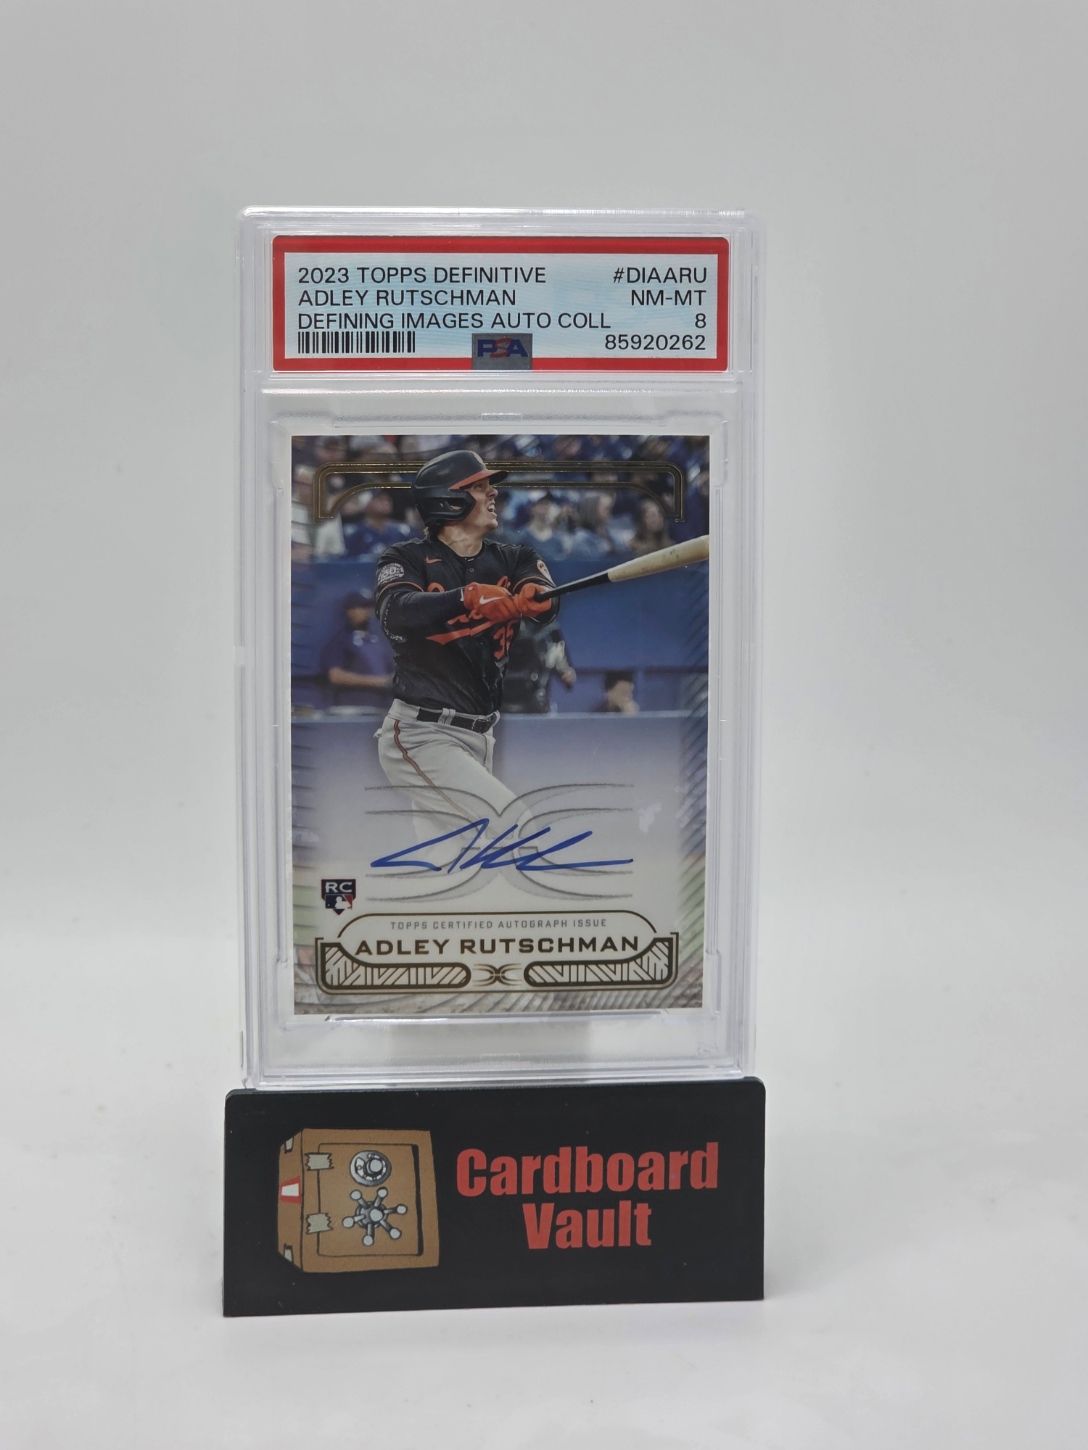 2023 TOPPS DEFINITIVE #DIAARU
ADLEY RUTSCHMAN NM-MT
DEFINING IMAGES AUTO COLL 8
PSA 85920262
35
RC
TOPPS CERTIFIED AUTOGRAPH ISSUE
ADLEY RUTSCHMAN
Cardboard
Vault